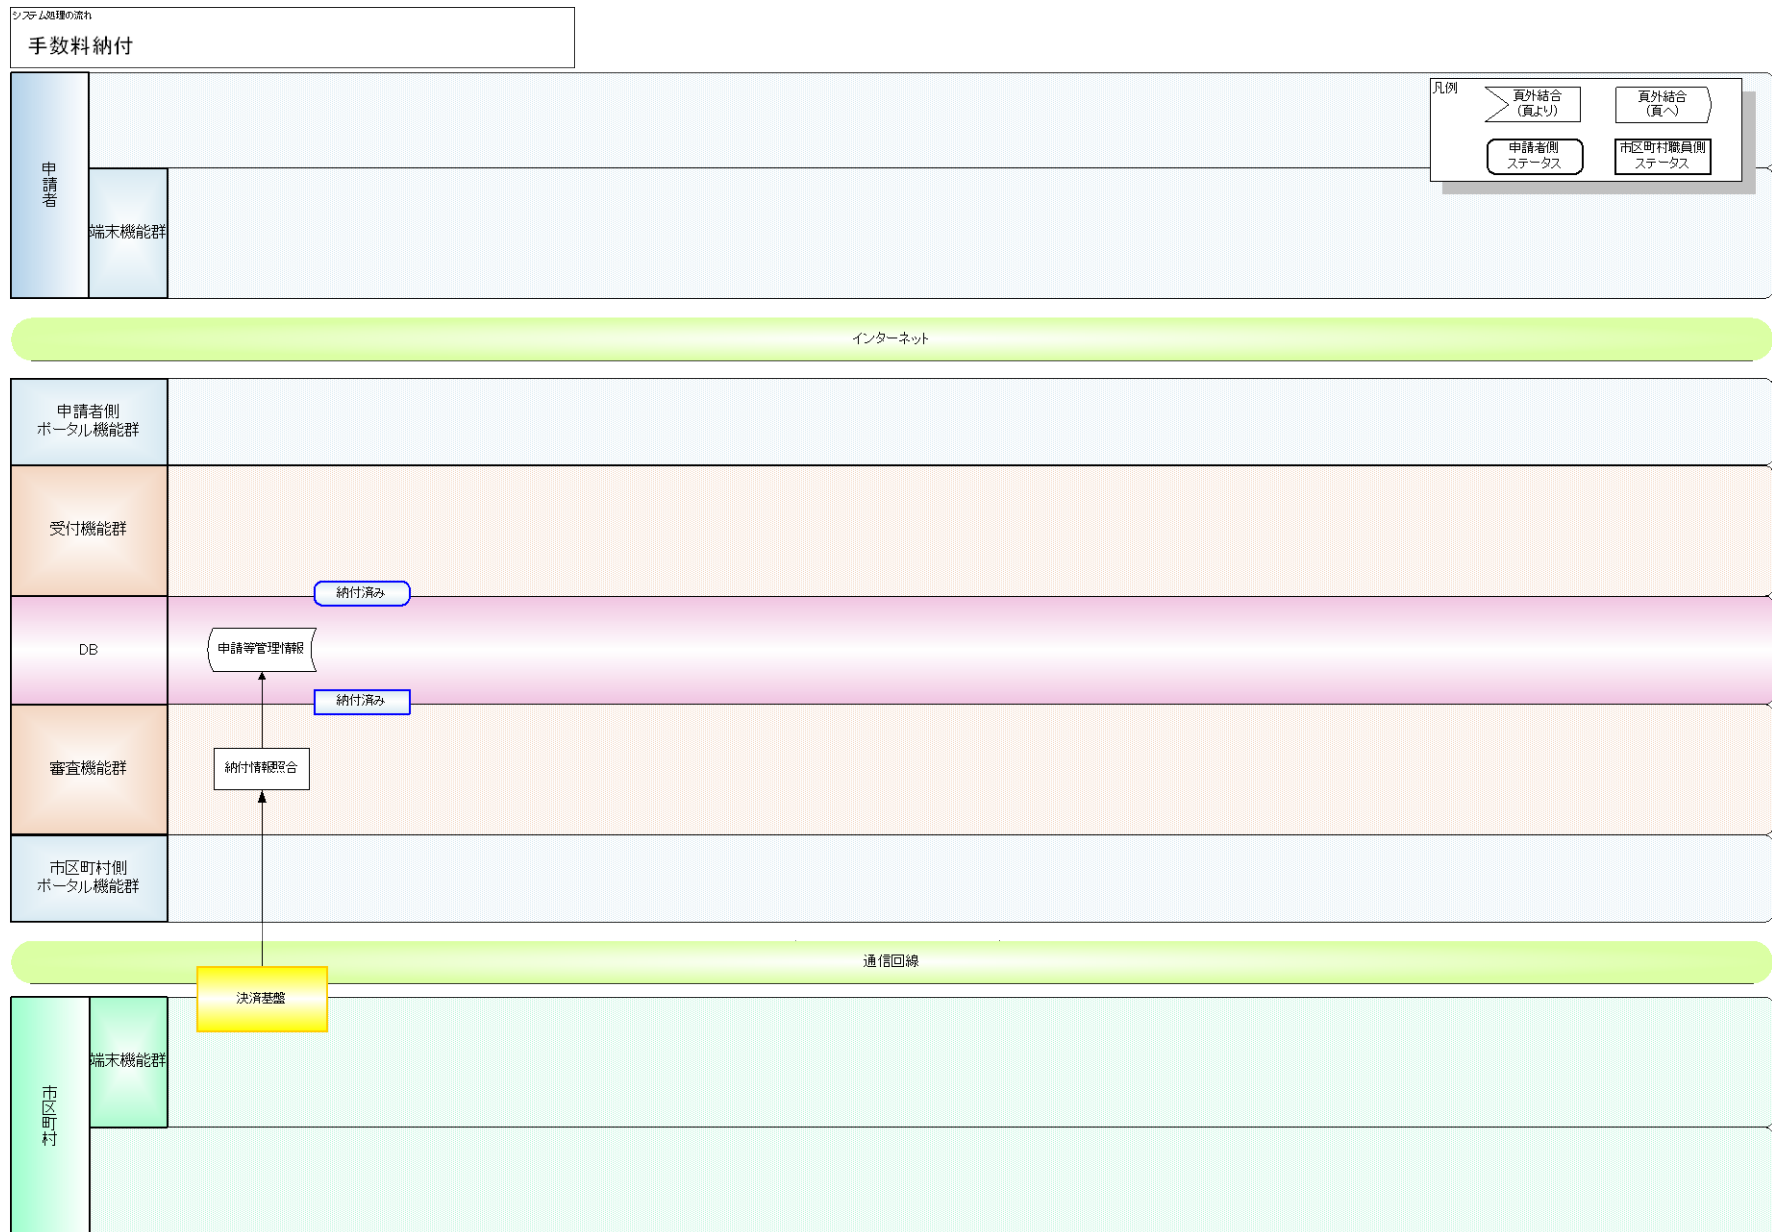 システム処理の流れ
手数料納付
凡例
頁外結合
(頁より)
頁外結合
(頁へ)
申請者側
ステータス
市区町村職員側
ステータス
申請者
端末機能群
インターネット
申請者側
ポータル機能群
受付機能群
納付済み
DB
申請等管理情報
納付済み
審査機能群
納付情報照合
市区町村側
ポータル機能群
通信回線
決済基盤
端末機能群
市区町村